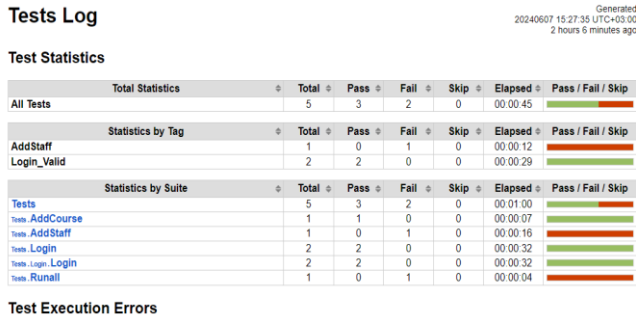 Tests Log
Generated
20240607 15:27:35 UTC+03:00
2 hours 6 minutes ago
Test Statistics
Total Statistics Total Pass Fail Skip Elapsed Pass / Fail / Skip
All Tests 5 3 2 0 00:00:45
Statistics by Tag Total Pass Fail Skip Elapsed Pass / Fail / Skip
AddStaff 1 0 1 0 00:00:12
Login_Valid 2 2 0 0 00:00:29
Statistics by Suite Total Pass Fail Skip Elapsed Pass / Fail / Skip
Tests 5 3 2 0 00:01:00
Tests . AddCourse 1 1 0 0 00:00:07
Tests . AddStaff 1 0 1 0 00:00:16
Tests . Login 2 2 0 0 00:00:32
Tests . Login . Login 2 2 0 0 00:00:32
Tests . Runall 1 0 1 0 00:00:04
Test Execution Errors